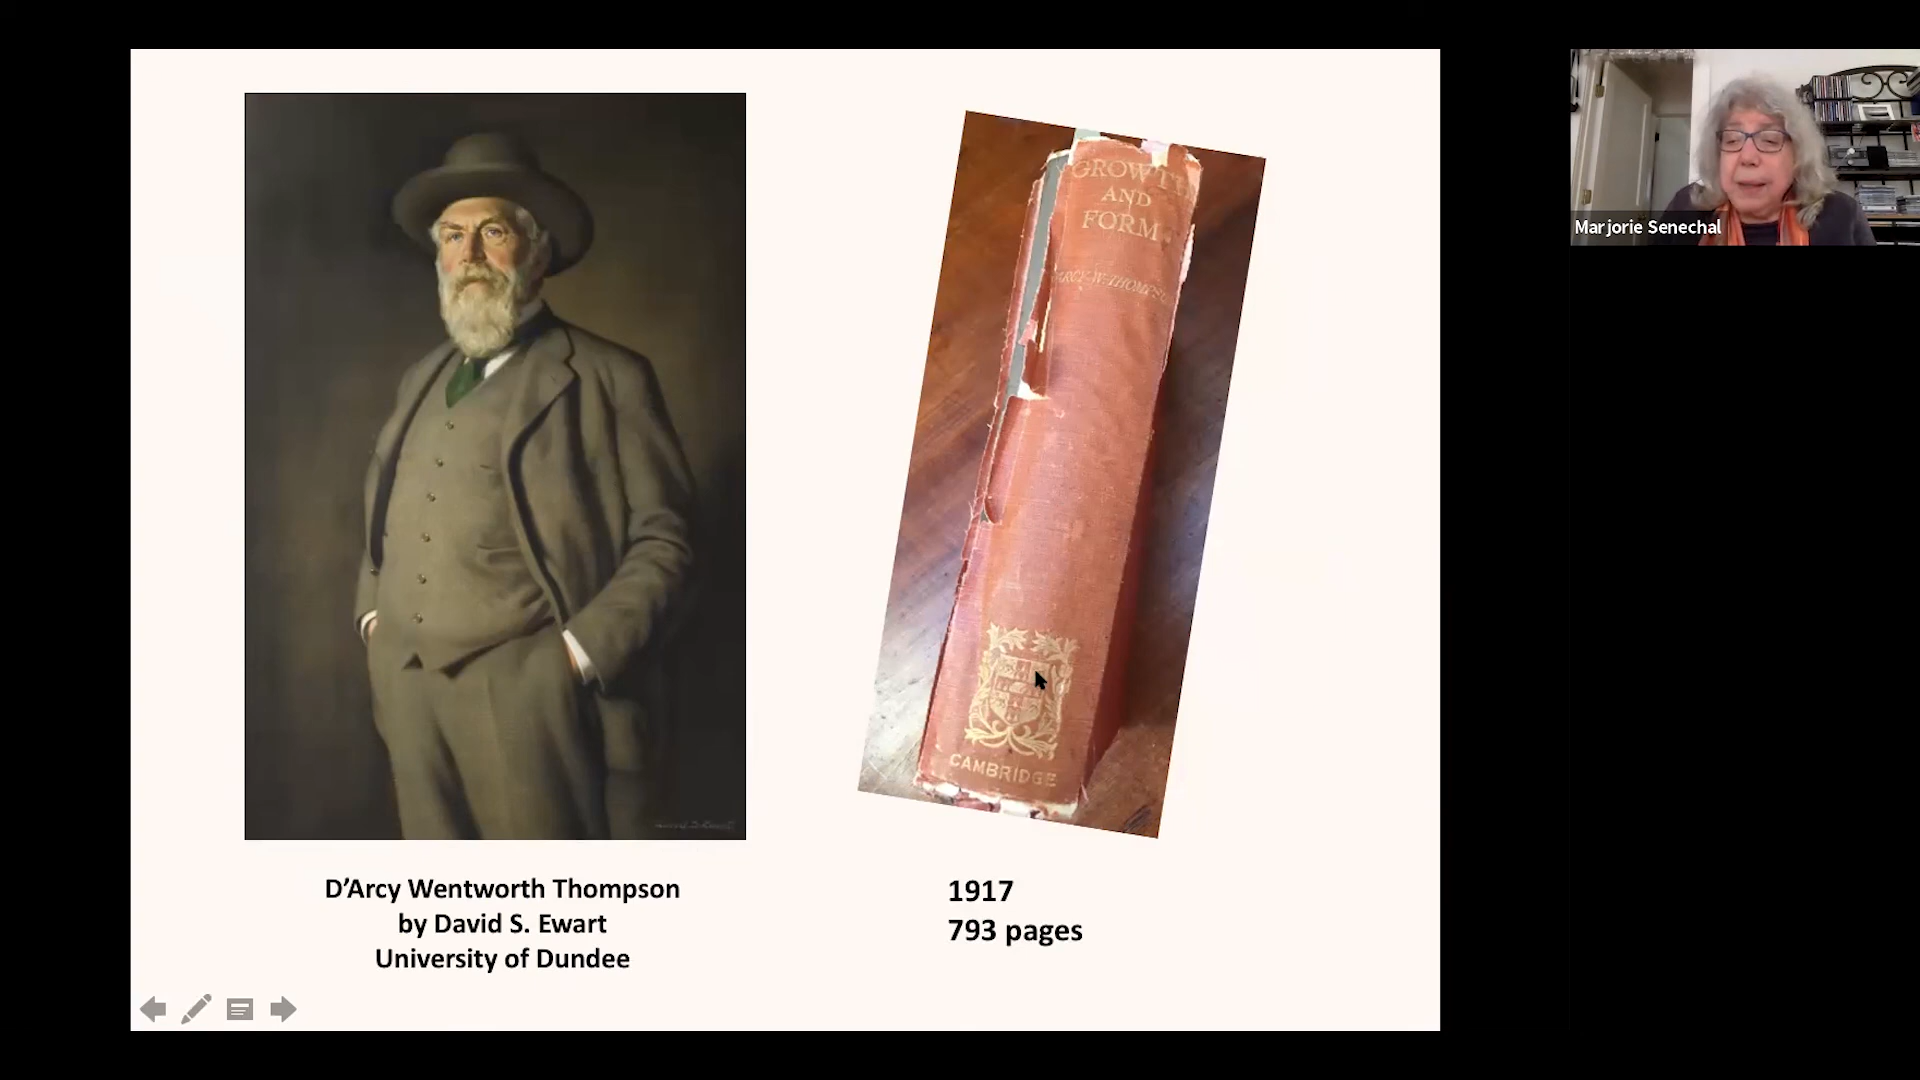 GROWTH
AND
FORM
CAMBRIDGE
D'Arcy Wentworth Thompson
by David S. Ewart
University of Dundee
1917
793 pages
Marjorie Senechal